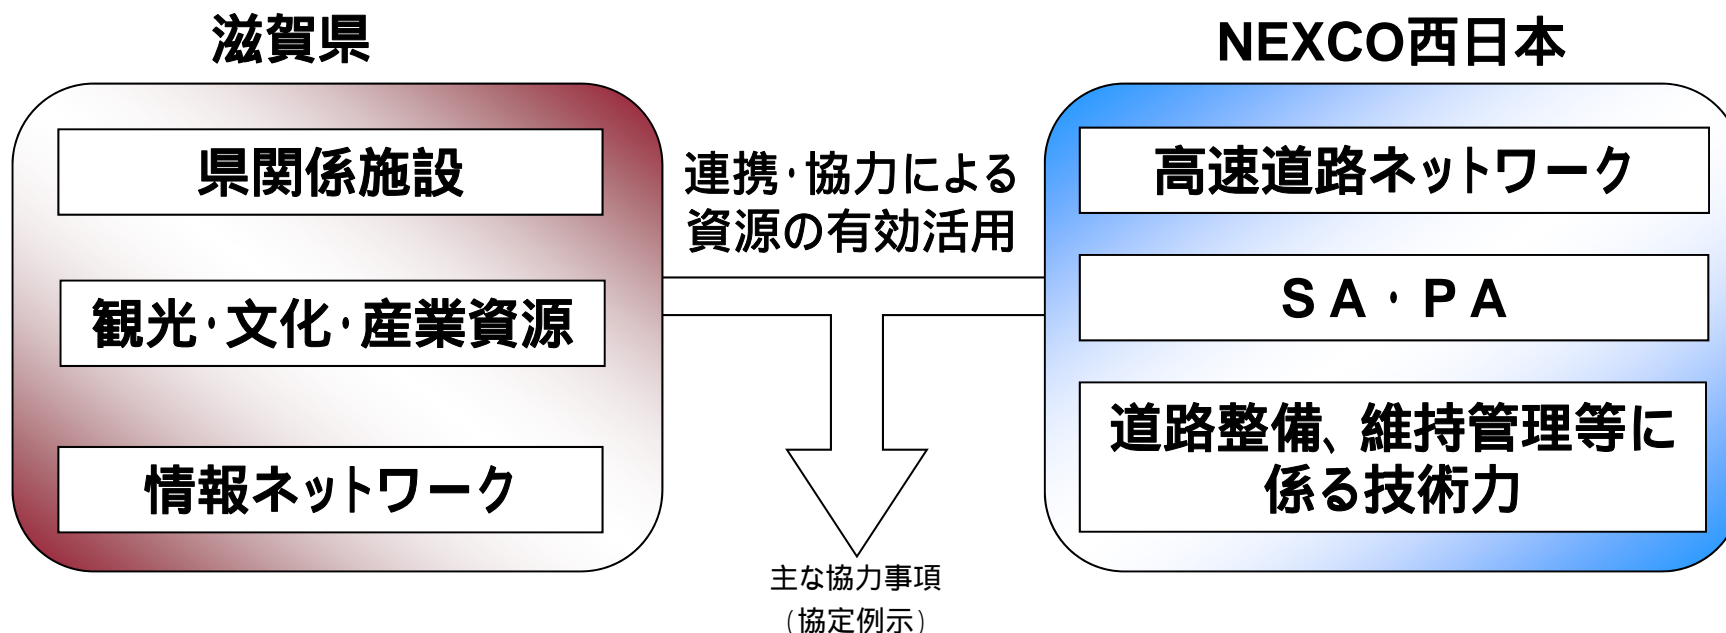 滋賀県
県関係施設
観光・文化・産業資源
情報ネットワーク
連携・協力による
資源の有効活用
主な協力事項
(協定例示)
NEXCO西日本
高速道路ネットワーク
SA・PA
道路整備、維持管理等に
係る技術力